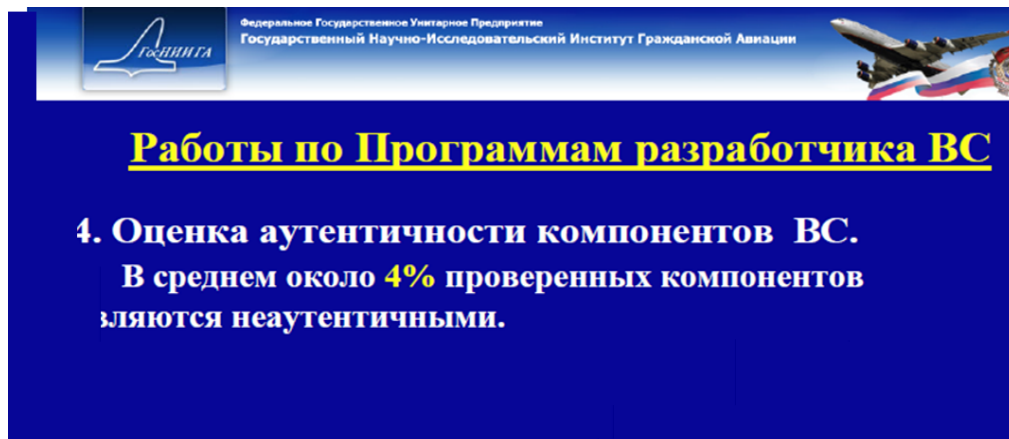 ГосНИИГА
Федеральное Государственное Унитарное Предприятие
Государственный Научно-Исследовательский Институт Гражданской Авиации
Работы по Программам разработчика ВС
4. Оценка аутентичности компонентов ВС.
В среднем около 4% проверенных компонентов
вляются неаутентичными.